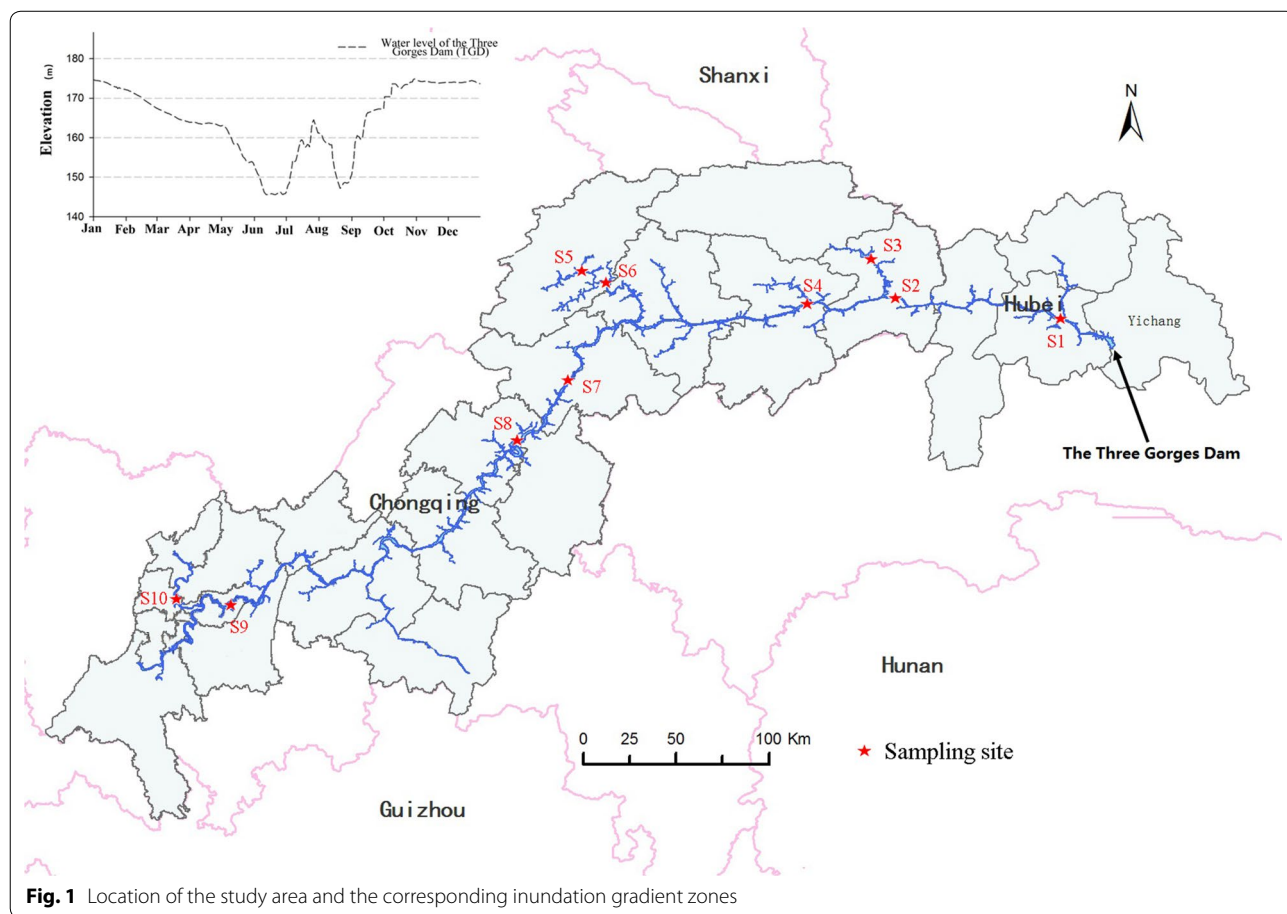 Water level of the Three
Gorges Dam (TGD)
Elevation (m)
180
170
160
150
140
Jan Feb Mar Apr May Jun Jul Aug Sep Oct Nov Dec
Shanxi
N
S3
S5
S6
S4
S2
Hubei
Yichang
S1
S7
S8
The Three Gorges Dam
Chongqing
S10
S9
Hunan
0 25 50 100 Km
Sampling site
Guizhou
Fig. 1 Location of the study area and the corresponding inundation gradient zones